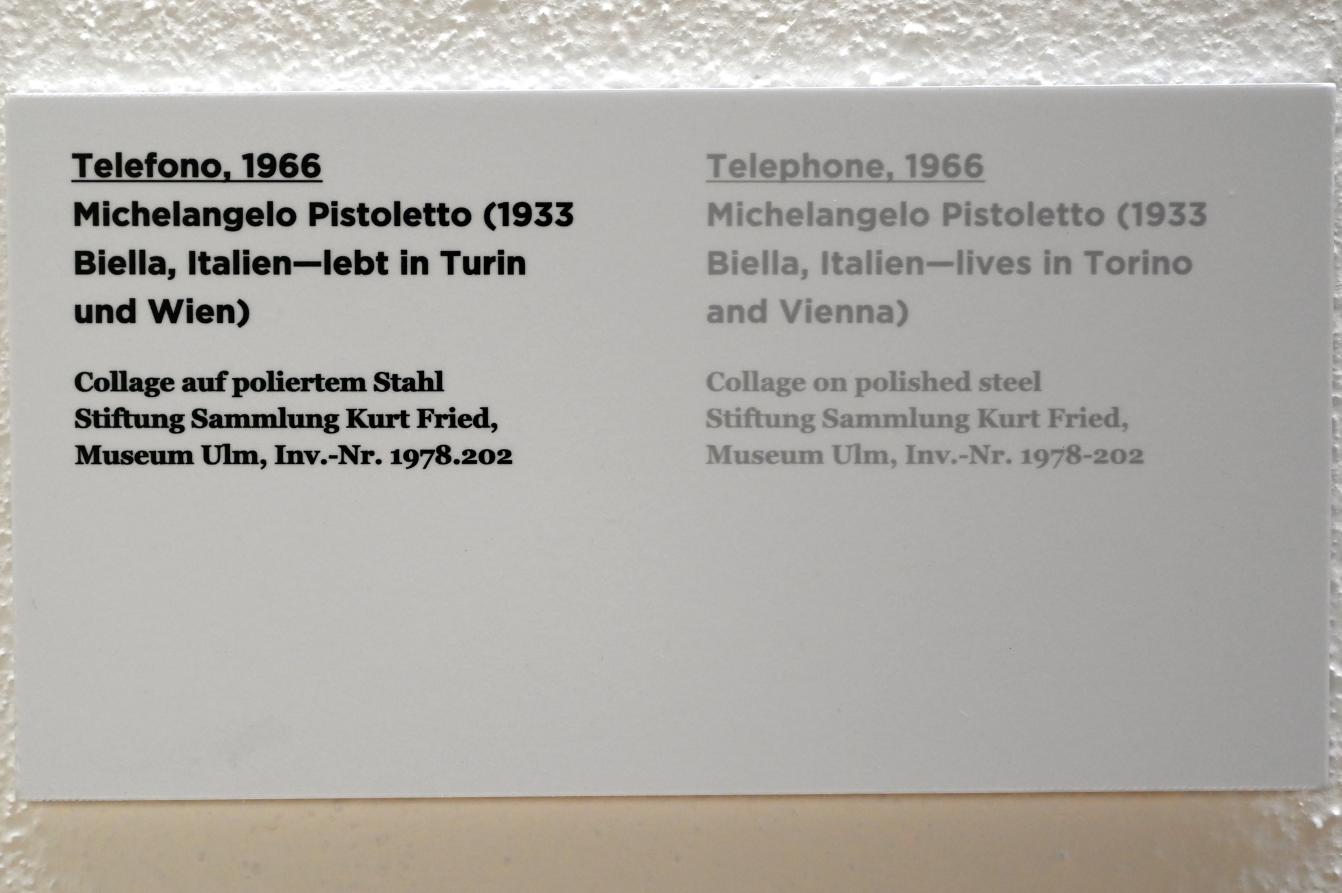 Telefono, 1966
Michelangelo Pistoletto (1933
Biella, Italien—lebt in Turin
und Wien)
Collage auf poliertem Stahl
Stiftung Sammlung Kurt Fried,
Museum Ulm, Inv.-Nr. 1978.202
Telephone, 1966
Michelangelo Pistoletto (1933
Biella, Italien—lives in Torino
and Vienna)
Collage on polished steel
Stiftung Sammlung Kurt Fried,
Museum Ulm, Inv.-Nr. 1978-202